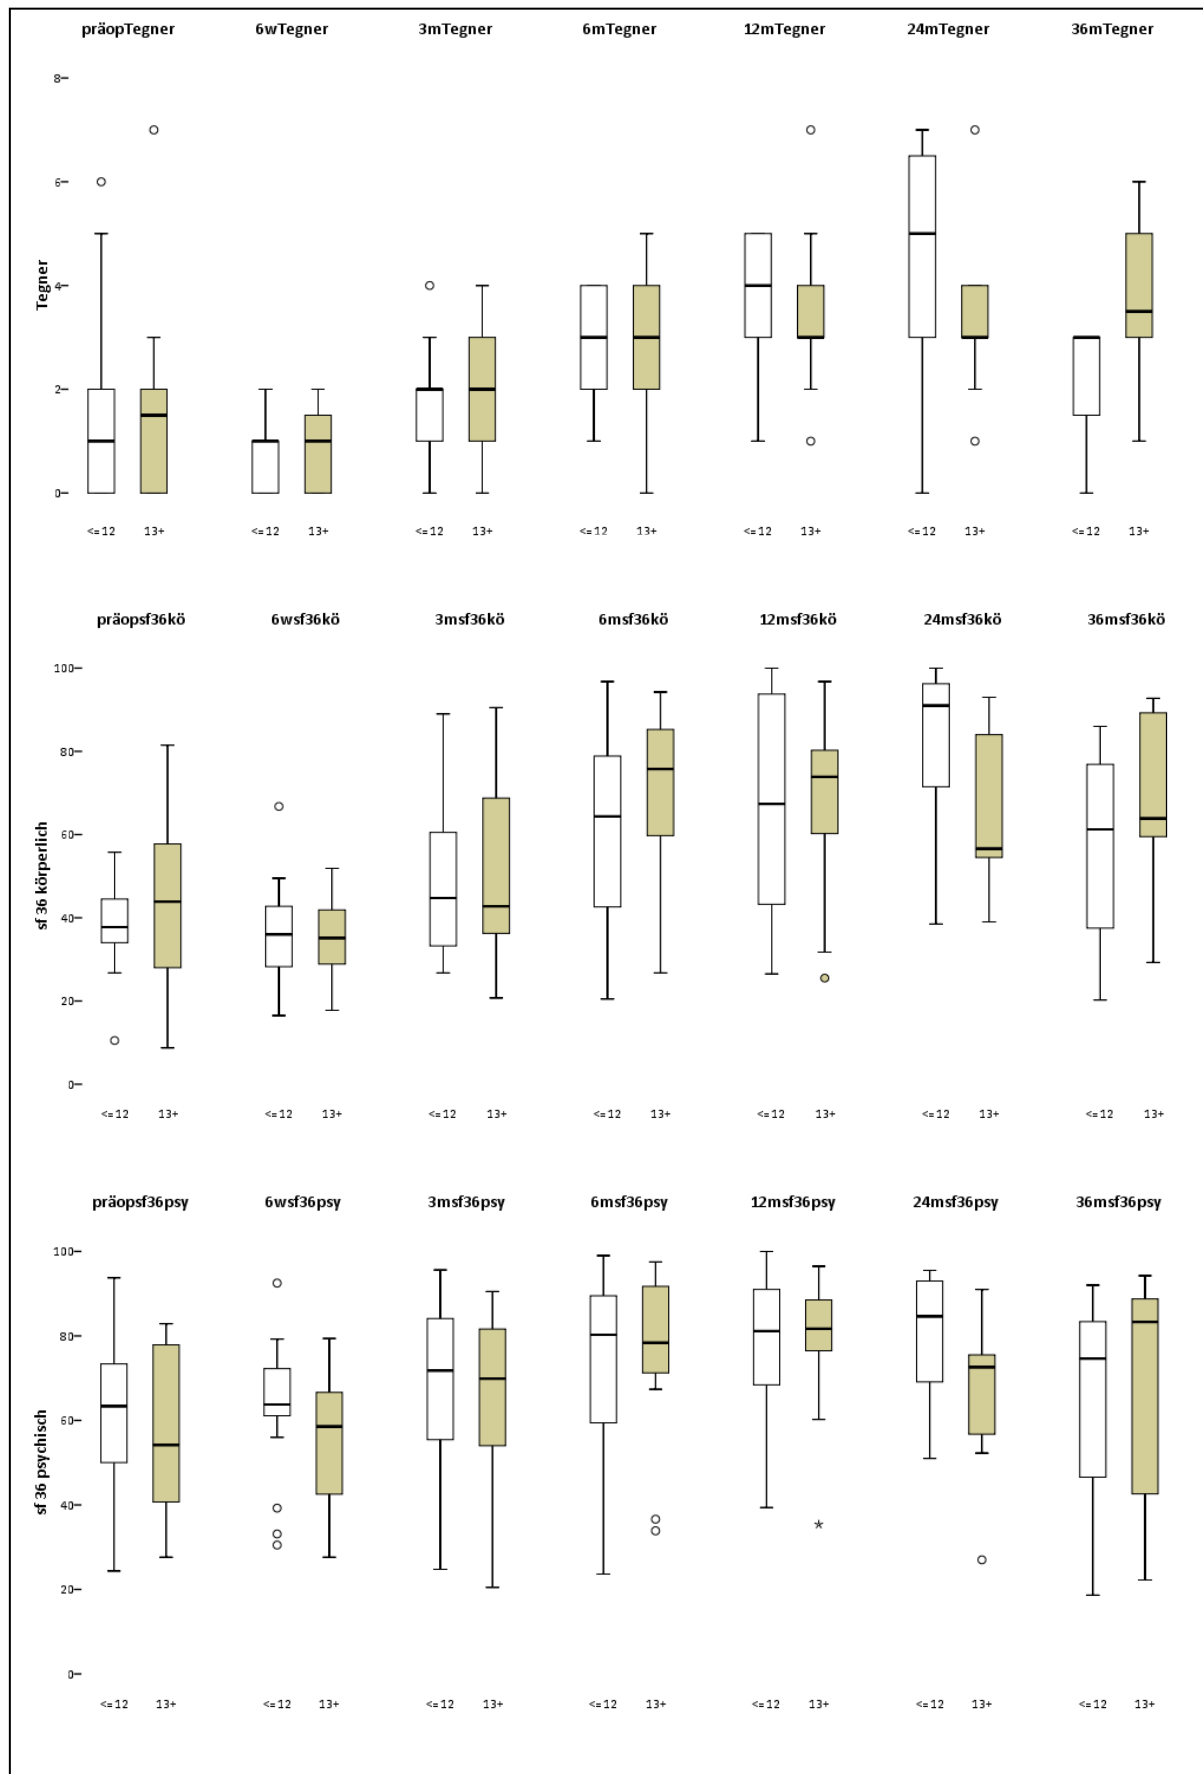 präopTegner 6wTegner 3mTegner 6mTegner 12mTegner 24mTegner 36mTegner
8
6
4
2
0
Tegner
<=12 13+ <=12 13+ <=12 13+ <=12 13+ <=12 13+ <=12 13+ <=12 13+
präopsf36kö 6wsf36kö 3msf36kö 6msf36kö 12msf36kö 24msf36kö 36msf36kö
100
80
60
40
20
0
sf 36 körperlich
<=12 13+ <=12 13+ <=12 13+ <=12 13+ <=12 13+ <=12 13+ <=12 13+
präopsf36psy 6wsf36psy 3msf36psy 6msf36psy 12msf36psy 24msf36psy 36msf36psy
100
80
60
40
20
0
sf 36 psychisch
<=12 13+ <=12 13+ <=12 13+ <=12 13+ <=12 13+ <=12 13+ <=12 13+